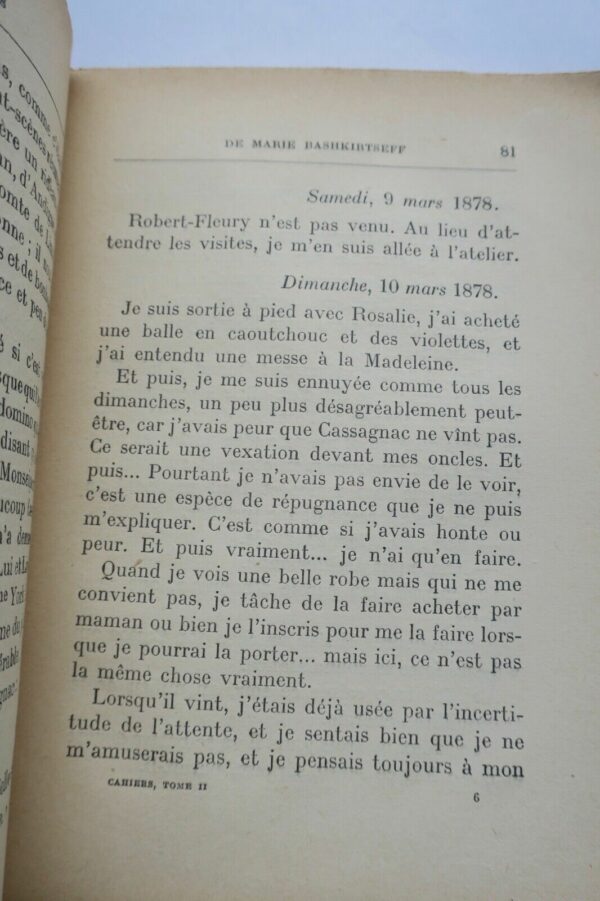 s, comme
DE MARIE BASHKIRTSEFF 81
Samedi, 9 mars 1878.
Robert-Fleury n'est pas venu. Au lieu d'at-
tendre les visites, je m'en suis allée à l'atelier.
Dimanche, 10 mars 1878.
Je suis sortie à pied avec Rosalie, j'ai acheté
une balle en caoutchouc et des violettes, et
j'ai entendu une messe à la Madeleine.
Et puis, je me suis ennuyée comme tous les
dimanches, un peu plus désagréablement peut-
être, car j'avais peur que Cassagnac ne vînt pas.
Ce serait une vexation devant mes oncles. Et
puis... Pourtant je n'avais pas envie de le voir,
c'est une espèce de répugnance que je ne puis
m'expliquer. C'est comme si j'avais honte ou
peur. Et puis vraiment... je n'ai qu'en faire.
Quand je vois une belle robe mais qui ne me
convient pas, je tâche de la faire acheter par
maman ou bien je l'inscris pour me la faire lors-
que je pourrai la porter... mais ici, ce n'est pas
la même chose vraiment.
Lorsqu'il vint, j'étais déjà usée par l'incerti-
tude de l'attente, et je sentais bien que je ne
m'amuserais pas, et je pensais toujours à mon
CAHIERS, TOME II
6